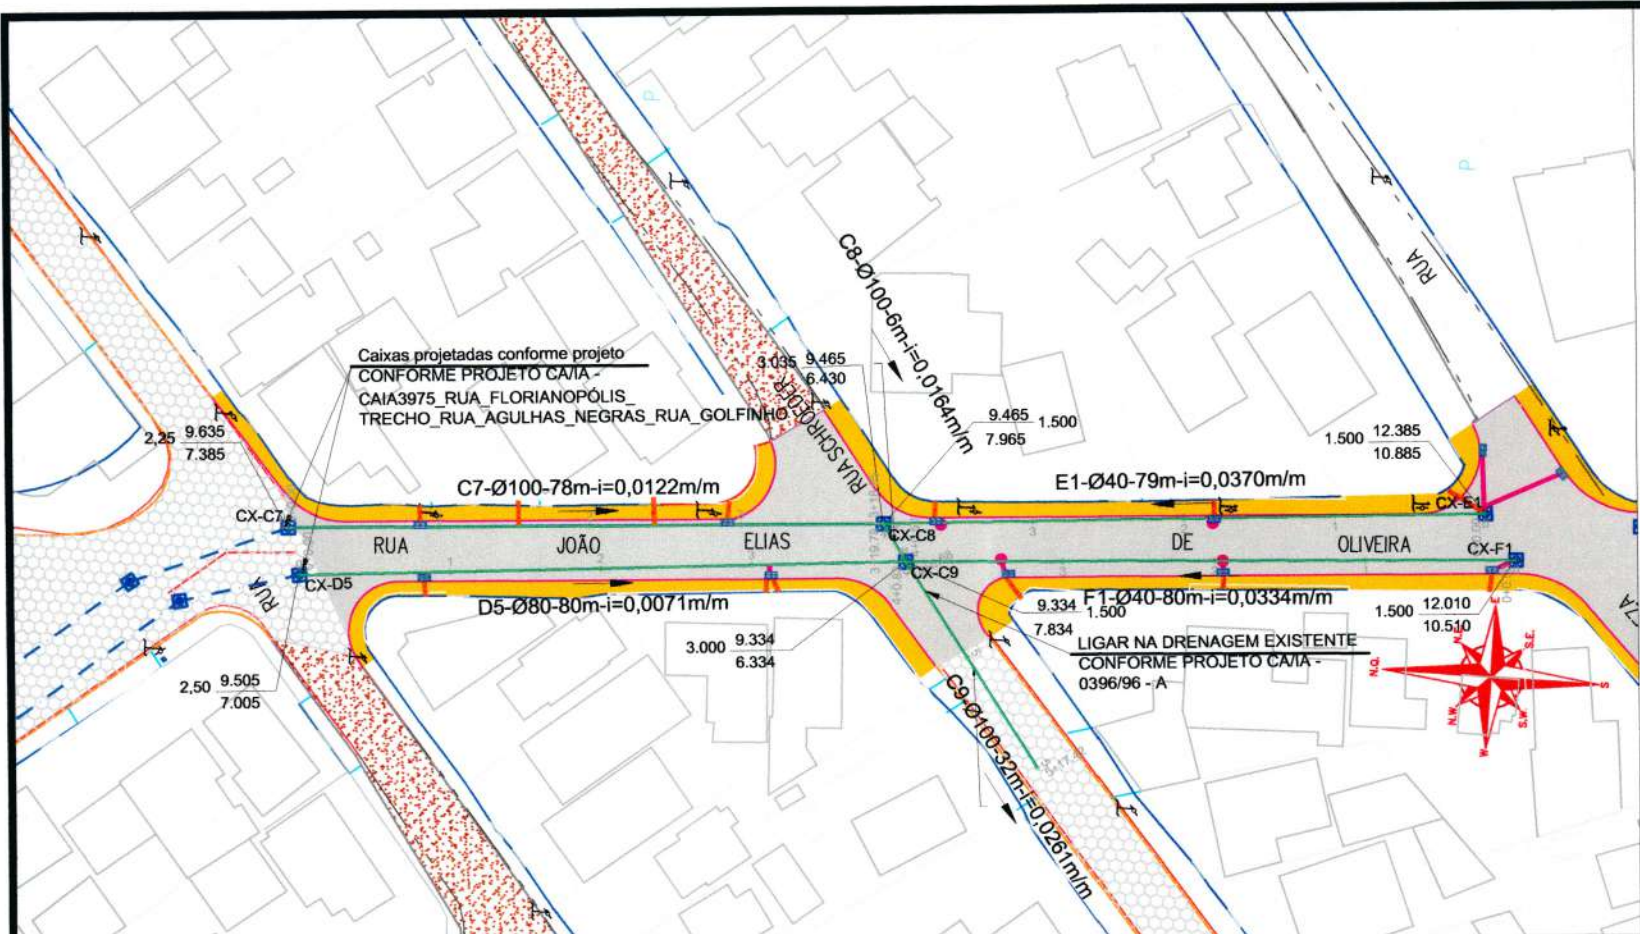 P
P
RUA
C8-Ø100-6m-i=0,0164m/m
Caixas projetadas conforme projeto
CONFORME PROJETO CA/IA -
CAIA3975_RUA_FLORIANOPÓLIS_
TRECHO_RUA_AGULHAS_NEGRAS_RUA_GOLFINHO
3.035 9.465
6.430
RUA SCHROEDER
9.465 1.500
7.965
2,25 9.635
7.385
1.500 12.385
10.885
C7-Ø100-78m-i=0,0122m/m
E1-Ø40-79m-i=0,0370m/m
CX-C7
CX-E1
RUA JOÃO ELIAS DE OLIVEIRA
CX-C8
CX-F1
CX-D5
CX-C9
RUA
D5-Ø80-80m-i=0,0071m/m
F1-Ø40-80m-i=0,0334m/m
9.334 1.500
7.834
1.500 12.010
10.510
3.000 9.334
6.334
LIGAR NA DRENAGEM EXISTENTE
CONFORME PROJETO CA/IA -
0396/96 - A
2,50 9.505
7.005
C9-Ø100-32m-i=0,0261m/m
E
N.E.
S.E.
N.O.
S
N.W.
S.W.
W